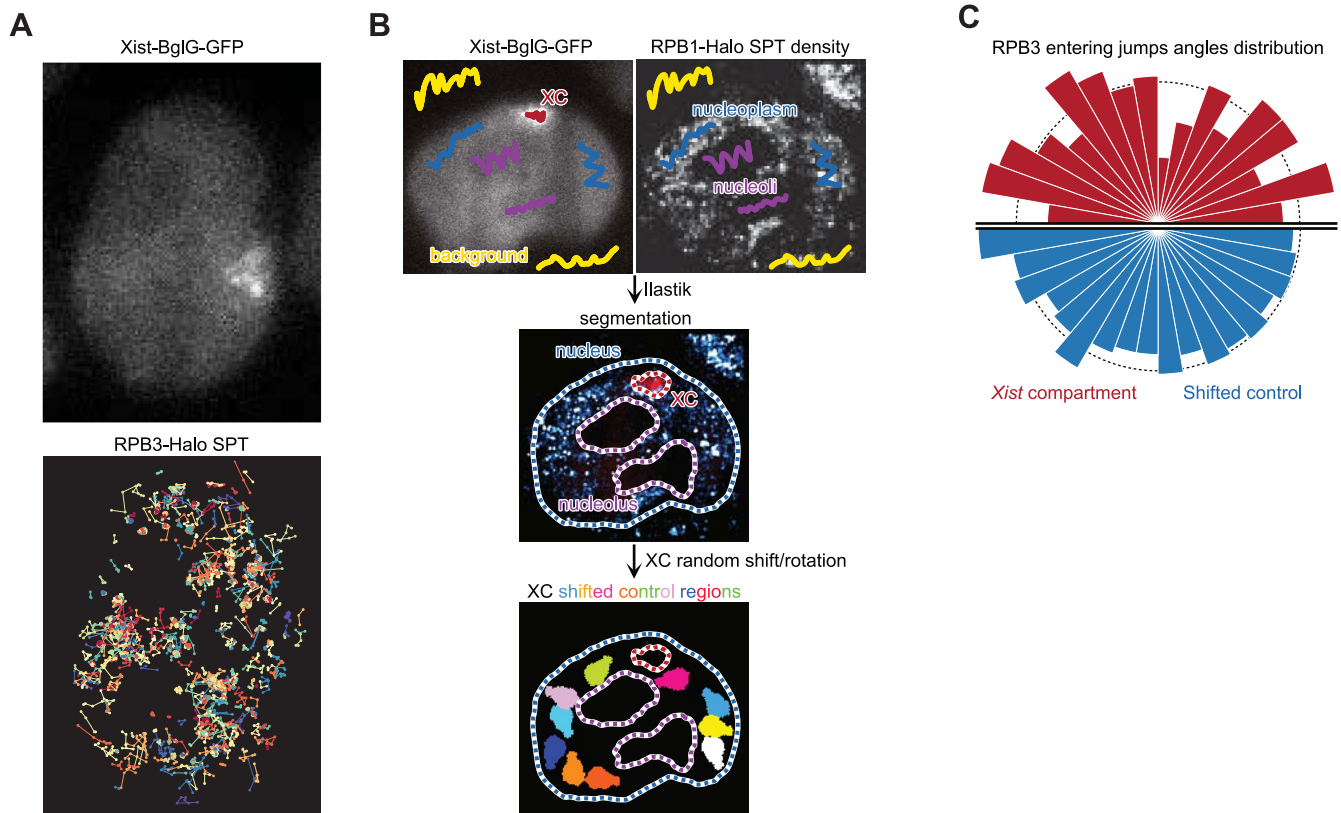 A
Xist-BglG-GFP
RPB3-Halo SPT
B
Xist-BglG-GFP
RPB1-Halo SPT density
XC
nucleoplasm
nucleoli
background
Ilastik
segmentation
nucleus
XC
nucleolus
XC random shift/rotation
XC shifted control regions
C
RPB3 entering jumps angles distribution
Xist compartment
Shifted control